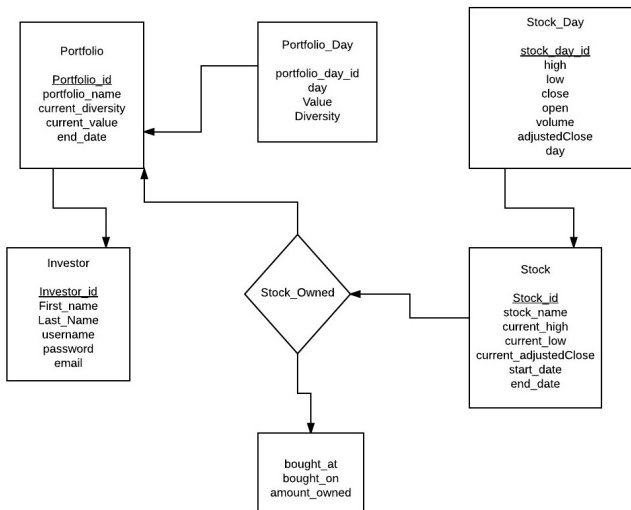 Portfolio
Portfolio_id
portfolio_name
current_diversity
current_value
end_date
Portfolio_Day
portfolio_day_id
day
Value
Diversity
Stock_Day
stock_day_id
high
low
close
open
volume
adjustedClose
day
Investor
Investor_id
First_name
Last_Name
username
password
email
Stock_Owned
Stock
Stock_id
stock_name
current_high
current_low
current_adjustedClose
start_date
end_date
bought_at
bought_on
amount_owned